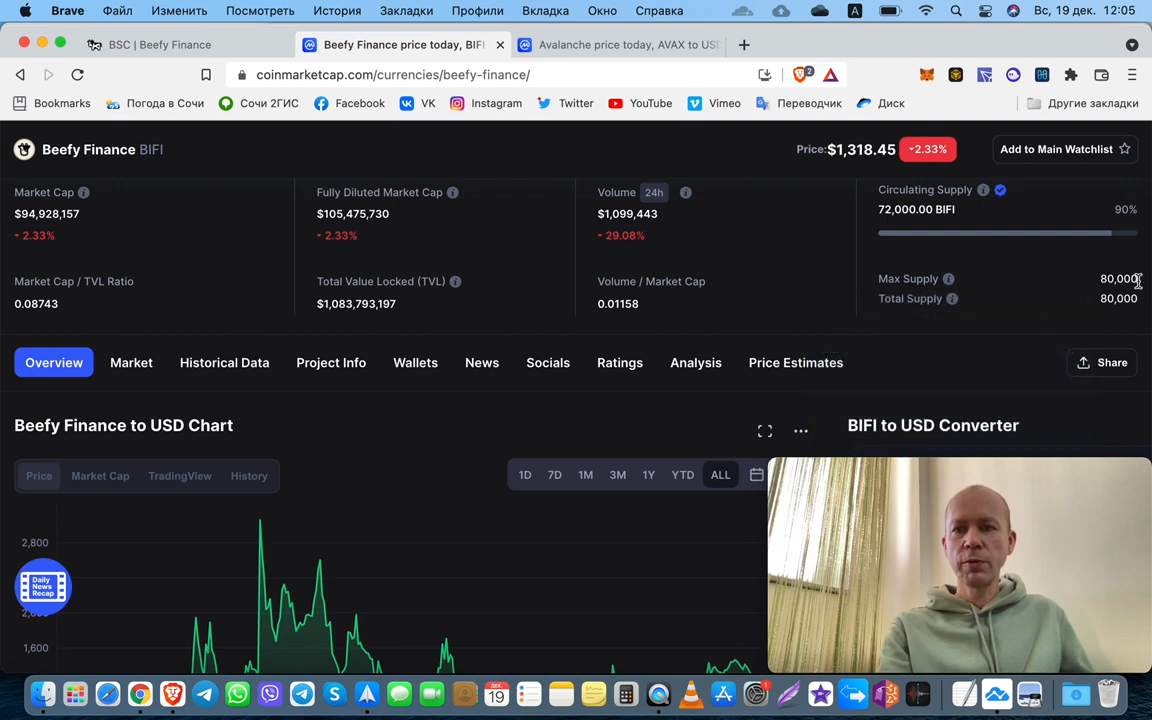 Brave Файл Изменить Посмотреть История Закладки Профили Вкладка Окно Справка A Вс, 19 дек. 12:05
BSC | Beefy Finance
Beefy Finance price today, BIFI
Avalanche price today, AVAX to USD
coinmarketcap.com/currencies/beefy-finance/
2
Bookmarks Погода в Сочи Сочи 2ГИС Facebook VK Instagram Twitter YouTube Vimeo Переводчик Диск Другие закладки
Beefy Finance BIFI
Price: $1,318.45 2.33%
Add to Main Watchlist
Market Cap
$94,928,157
2.33%
Fully Diluted Market Cap
$105,475,730
2.33%
Volume 24h
$1,099,443
29.08%
Circulating Supply
72,000.00 BIFI 90%
Market Cap / TVL Ratio
0.08743
Total Value Locked (TVL)
$1,083,793,197
Volume / Market Cap
0.01158
Max Supply 80,000
Total Supply 80,000
Overview Market Historical Data Project Info Wallets News Socials Ratings Analysis Price Estimates Share
Beefy Finance to USD Chart
BIFI to USD Converter
Price Market Cap TradingView History
1D 7D 1M 3M 1Y YTD ALL
2,800
Daily
News
Recap
1,600
ДЕК
19
1